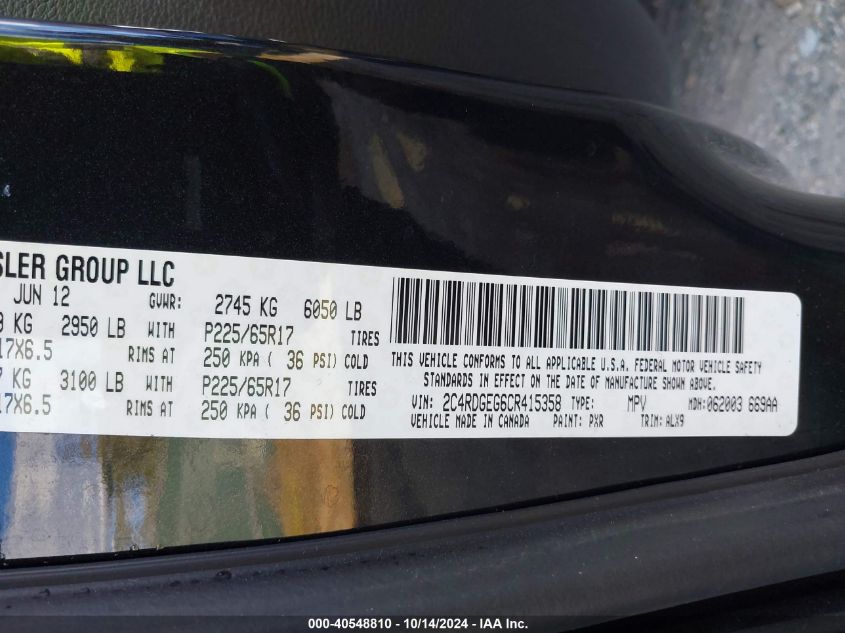 SLER GROUP LLC
JUN 12 GVWR: 2745 KG 6050 LB
KG 2950 LB WITH P225/65R17 TIRES
17X6.5 RIMS AT 250 KPA ( 36 PSI) COLD
KG 3100 LB WITH P225/65R17 TIRES
17X6.5 RIMS AT 250 KPA ( 36 PSI) COLD
THIS VEHICLE CONFORMS TO ALL APPLICABLE U.S.A. FEDERAL MOTOR VEHICLE SAFETY
STANDARDS IN EFFECT ON THE DATE OF MANUFACTURE SHOWN ABOVE.
VIN: 2C4RDGEG6CR415358 TYPE: MPV MDH: 062003 669AA
VEHICLE MADE IN CANADA PAINT: PXR TRIM: ALX9
000-40548810 - 10/14/2024 - IAA Inc.